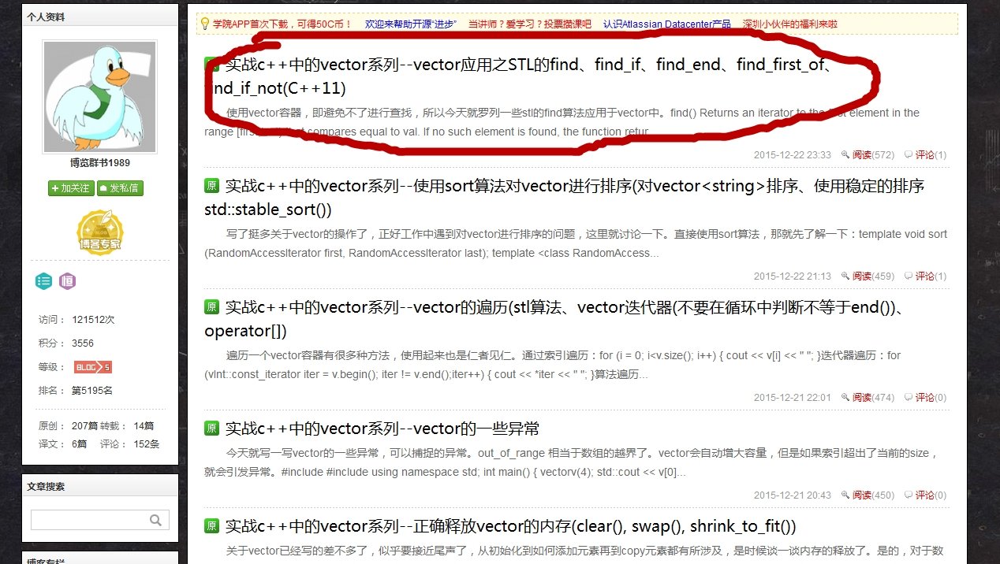 个人资料
博览群书1989
+ 加关注 发私信
博客专家
恒
访问： 121512次
积分： 3556
等级： BLOG 5
排名： 第5195名
原创： 207篇 转载： 14篇
译文： 6篇 评论： 152条
文章搜索
博客专栏
学院APP首次下载，可得50C币！ 欢迎来帮助开源“进步” 当讲师？爱学习？投票攒课吧 认识Atlassian Datacenter产品 深圳小伙伴的福利来啦
实战c++中的vector系列--vector应用之STL的find、find_if、find_end、find_first_of、
nd_if_not(C++11)
使用vector容器，即避免不了进行查找，所以今天就罗列一些stl的find算法应用于vector中。find() Returns an iterator to the first element in the
range [first compares equal to val. If no such element is found, the function retur...
2015-12-22 23:33 阅读(572) 评论(1)
原 实战c++中的vector系列--使用sort算法对vector进行排序(对vector<string>排序、使用稳定的排序
std::stable_sort())
写了挺多关于vector的操作了，正好工作中遇到对vector进行排序的问题，这里就讨论一下。直接使用sort算法，那就先了解一下：template void sort
(RandomAccessIterator first, RandomAccessIterator last); template <class RandomAccess...
2015-12-22 21:13 阅读(459) 评论(1)
原 实战c++中的vector系列--vector的遍历(stl算法、vector迭代器(不要在循环中判断不等于end())、
operator[])
遍历一个vector容器有很多种方法，使用起来也是仁者见仁。通过索引遍历：for (i = 0; i<v.size(); i++) { cout << v[i] << " "; }迭代器遍历：for
(vInt::const_iterator iter = v.begin(); iter != v.end();iter++) { cout << *iter << " "; }算法遍历...
2015-12-21 22:01 阅读(474) 评论(0)
原 实战c++中的vector系列--vector的一些异常
今天就写一写vector的一些异常，可以捕捉的异常。out_of_range 相当于数组的越界了。vector会自动增大容量，但是如果索引超出了当前的size，
就会引发异常。#include #include using namespace std; int main() { vectorv(4); std::cout << v[0]...
2015-12-21 20:43 阅读(450) 评论(0)
原 实战c++中的vector系列--正确释放vector的内存(clear(), swap(), shrink_to_fit())
关于vector已经写的差不多了，似乎要接近尾声了，从初始化到如何添加元素再到copy元素都有所涉及，是时候谈一谈内存的释放了。是的，对于数